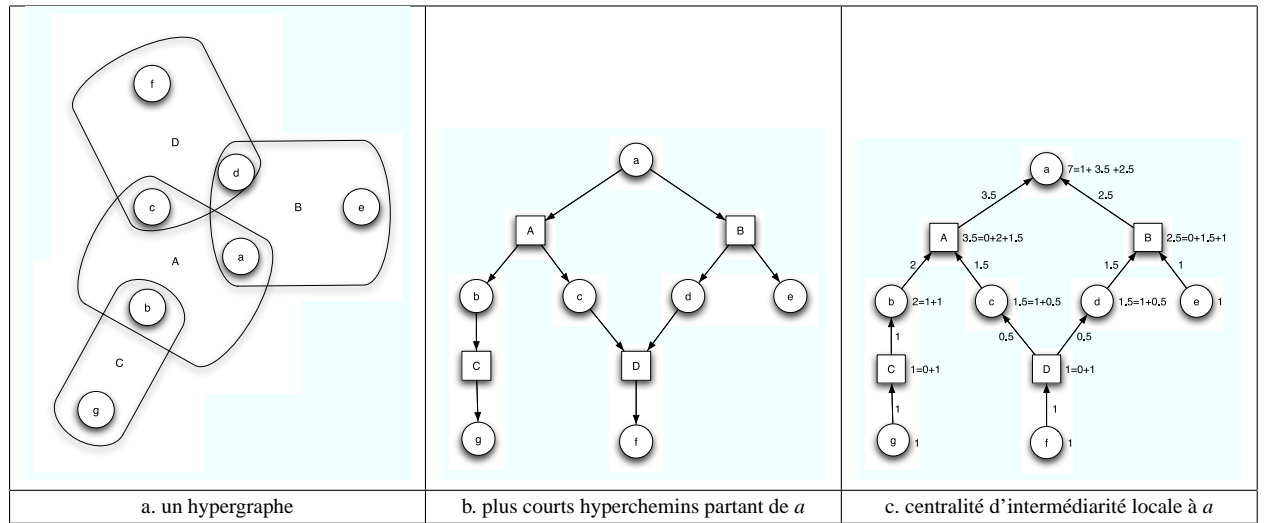 f
D
d
B
e
c
A
a
b
C
g
a. un hypergraphe
a
A
B
b
c
d
e
C
D
g
f
b. plus courts hyperchemins partant de a
a 7=1+ 3.5 +2.5
3.5
2.5
A 3.5=0+2+1.5
B 2.5=0+1.5+1
2
1.5
1.5
1
b 2=1+1
c 1.5=1+0.5
d 1.5=1+0.5
e 1
1
0.5
0.5
C 1=0+1
D 1=0+1
1
1
g 1
f 1
c. centralité d'intermédiarité locale à a